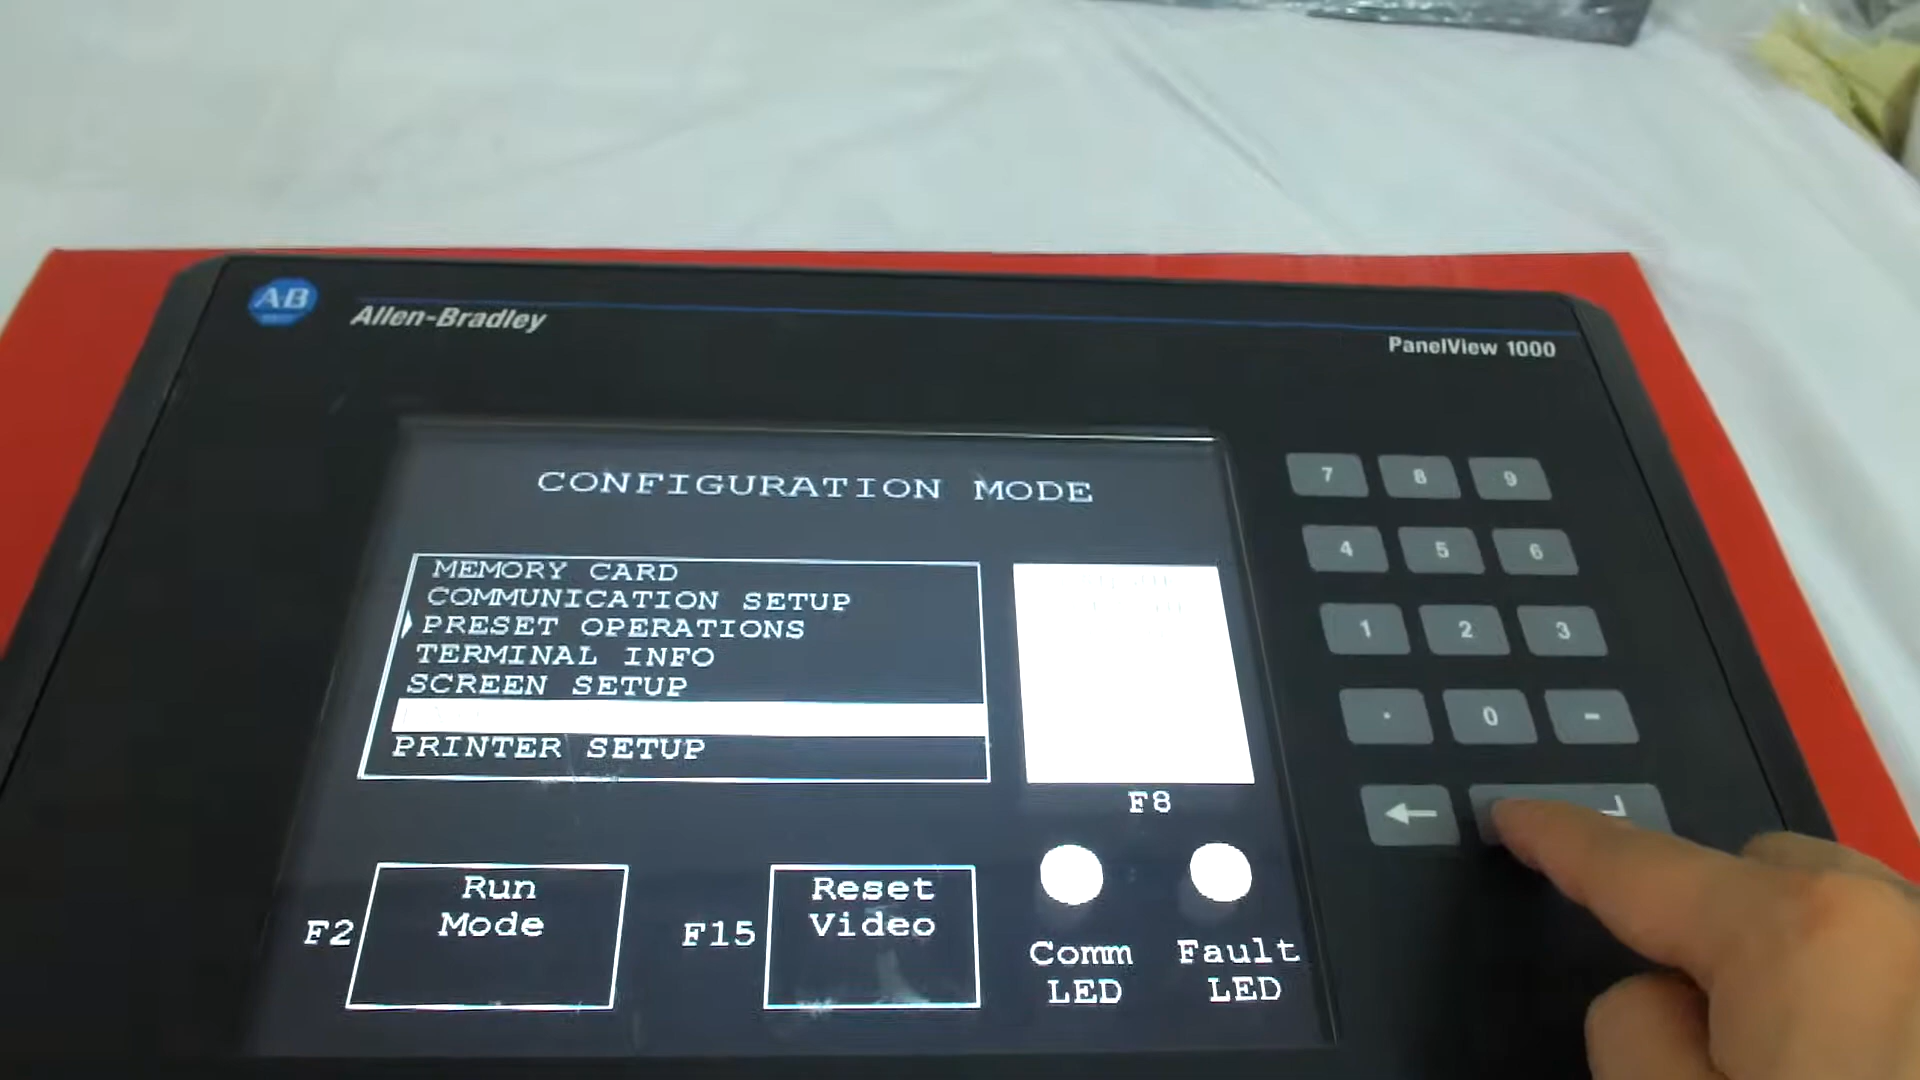 AB
Allen-Bradley
PanelView 1000
CONFIGURATION MODE
MEMORY CARD
COMMUNICATION SETUP
PRESET OPERATIONS
TERMINAL INFO
SCREEN SETUP
PRINTER SETUP
F8
Run
Mode
F2
Reset
Video
F15
Comm
LED
Fault
LED
7 8 9
4 5 6
1 2 3
. 0 -
←